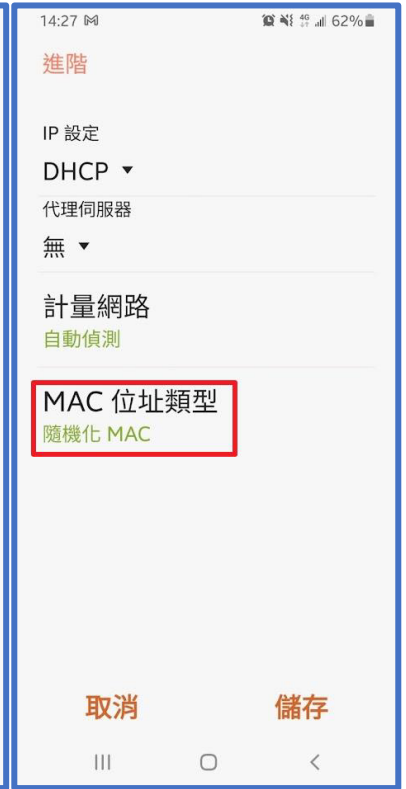 14:27 4G 62%
進階
IP 設定
DHCP
代理伺服器
無
計量網路
自動偵測
MAC 位址類型
隨機化 MAC
取消 儲存